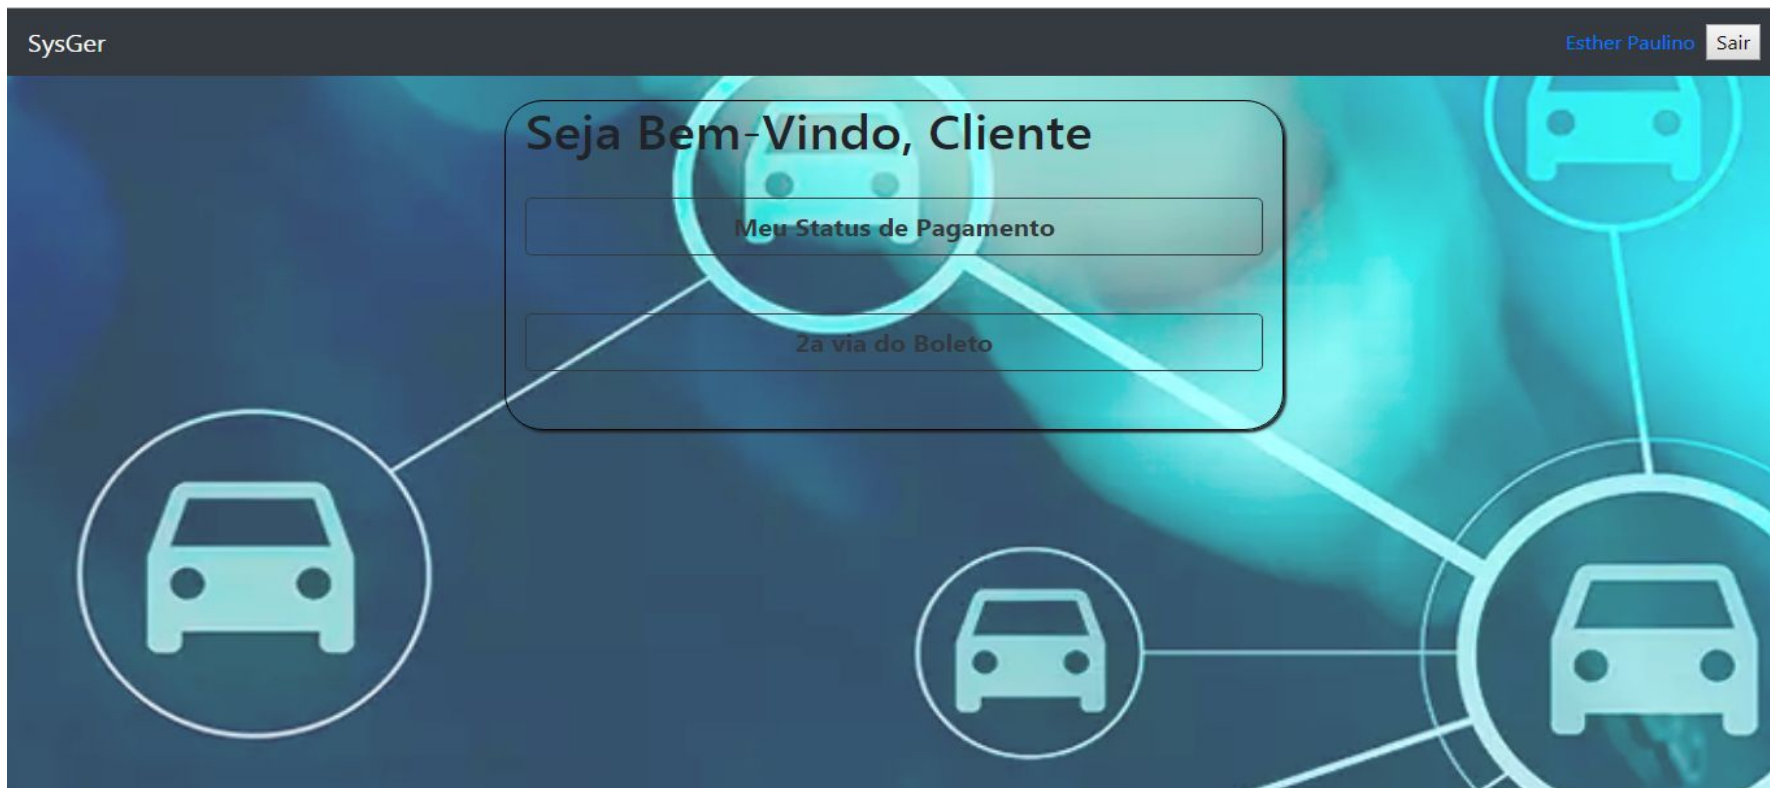 SysGer
Esther Paulino Sair
Seja Bem-Vindo, Cliente
Meu Status de Pagamento
2a via do Boleto